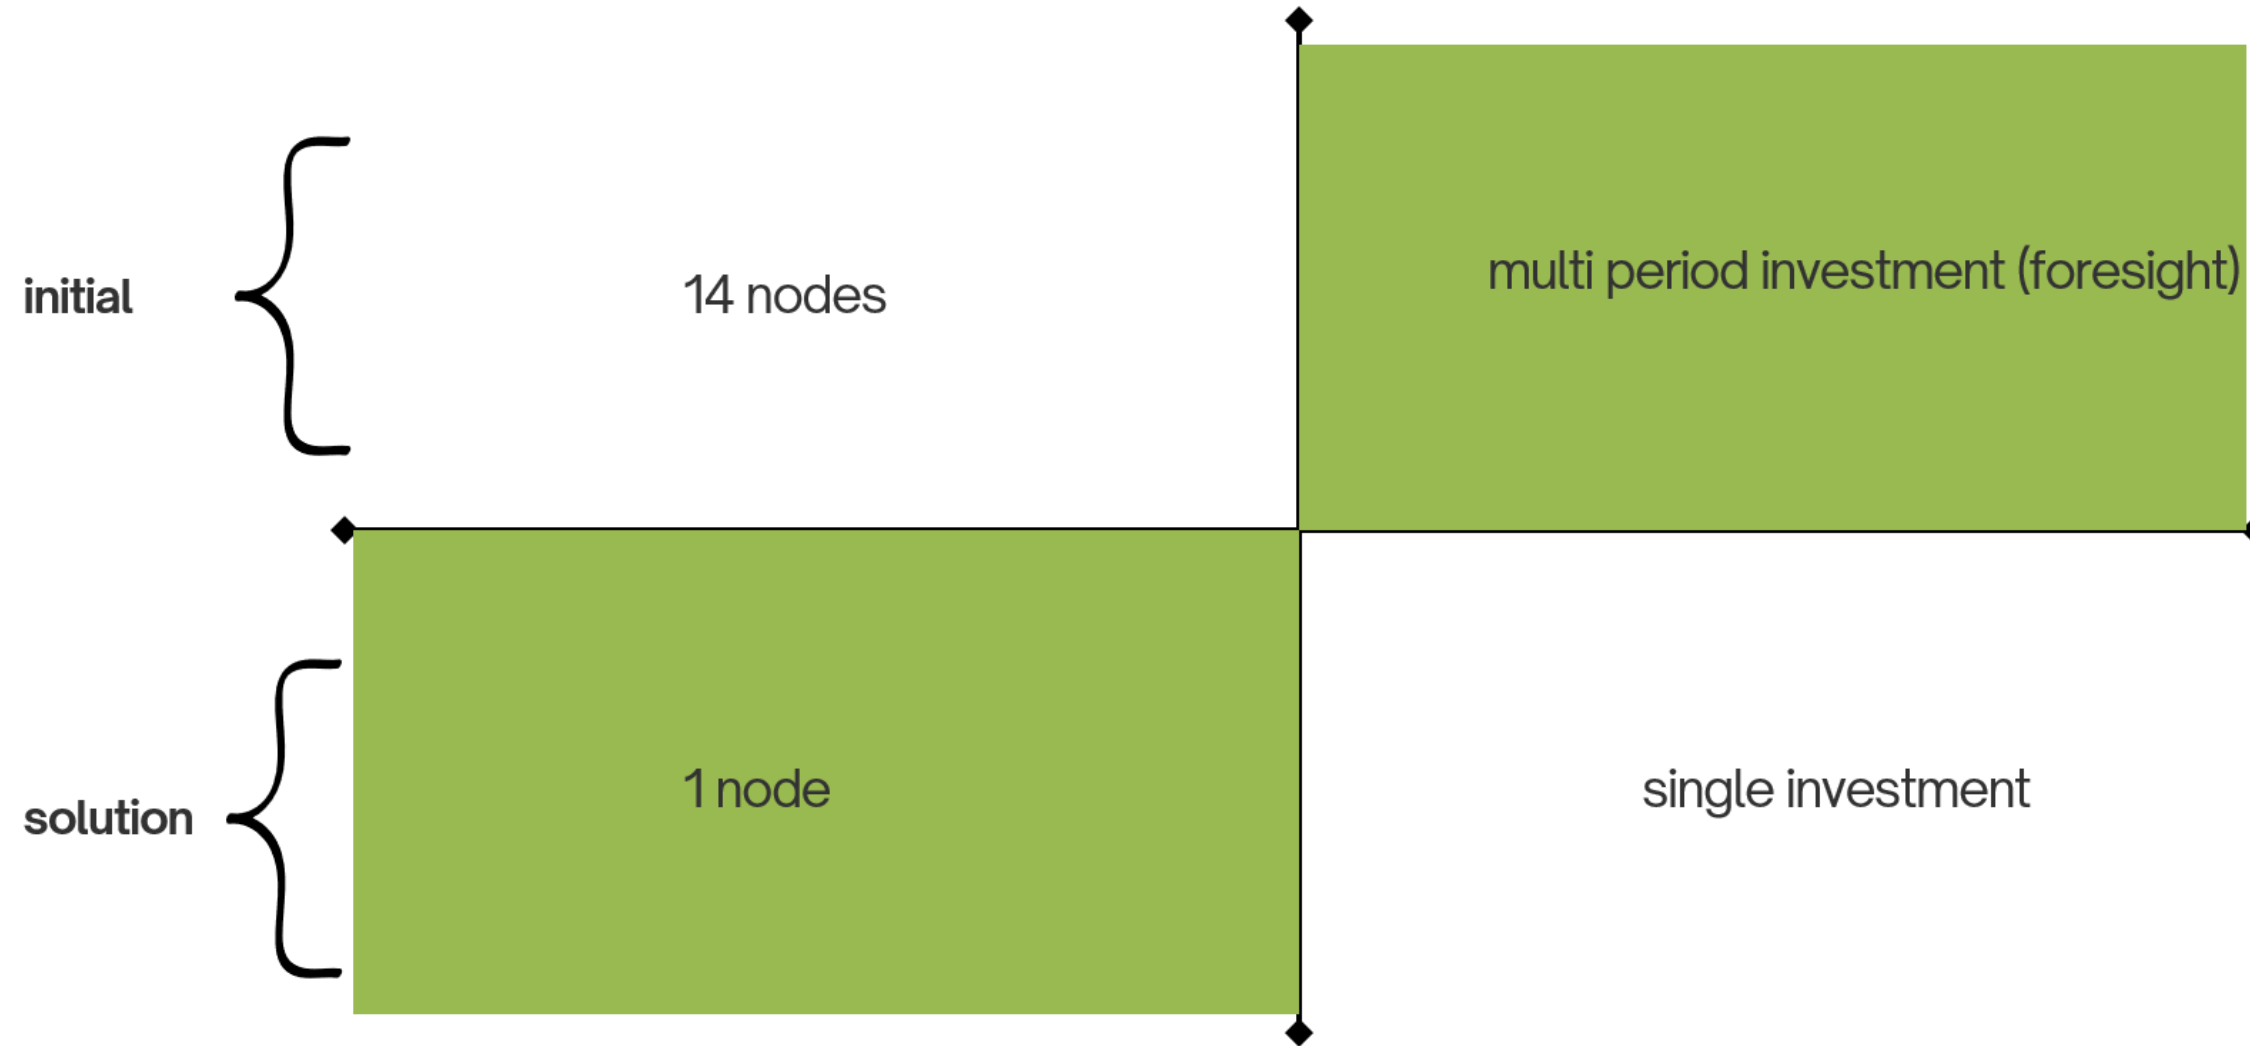 multi period investment (foresight)
initial
14 nodes
1 node
single investment
solution